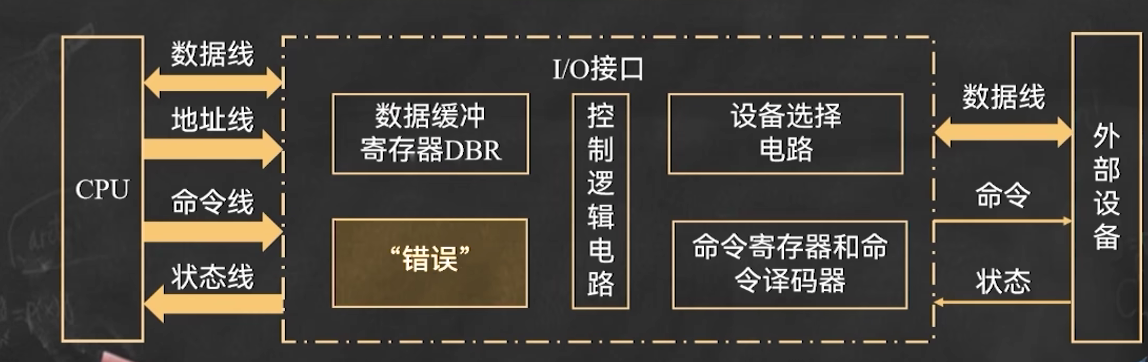 CPU
数据线
地址线
命令线
状态线
I/O接口
数据缓冲
寄存器DBR
“错误”
控
制
逻
辑
电
路
设备选择
电路
命令寄存器和命
令译码器
数据线
命令
状态
外
部
设
备